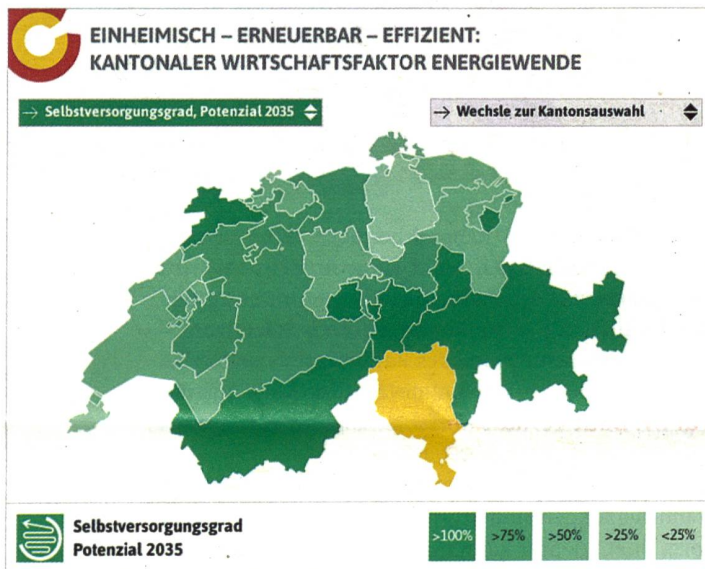 EINHEIMISCH – ERNEUERBAR – EFFIZIENT:
KANTONALER WIRTSCHAFTSFAKTOR ENERGIEWENDE
→ Selbstversorgungsgrad, Potenzial 2035
→ Wechsle zur Kantonsauswahl
Selbstversorgungsgrad
Potenzial 2035
>100% >75% >50% >25% <25%